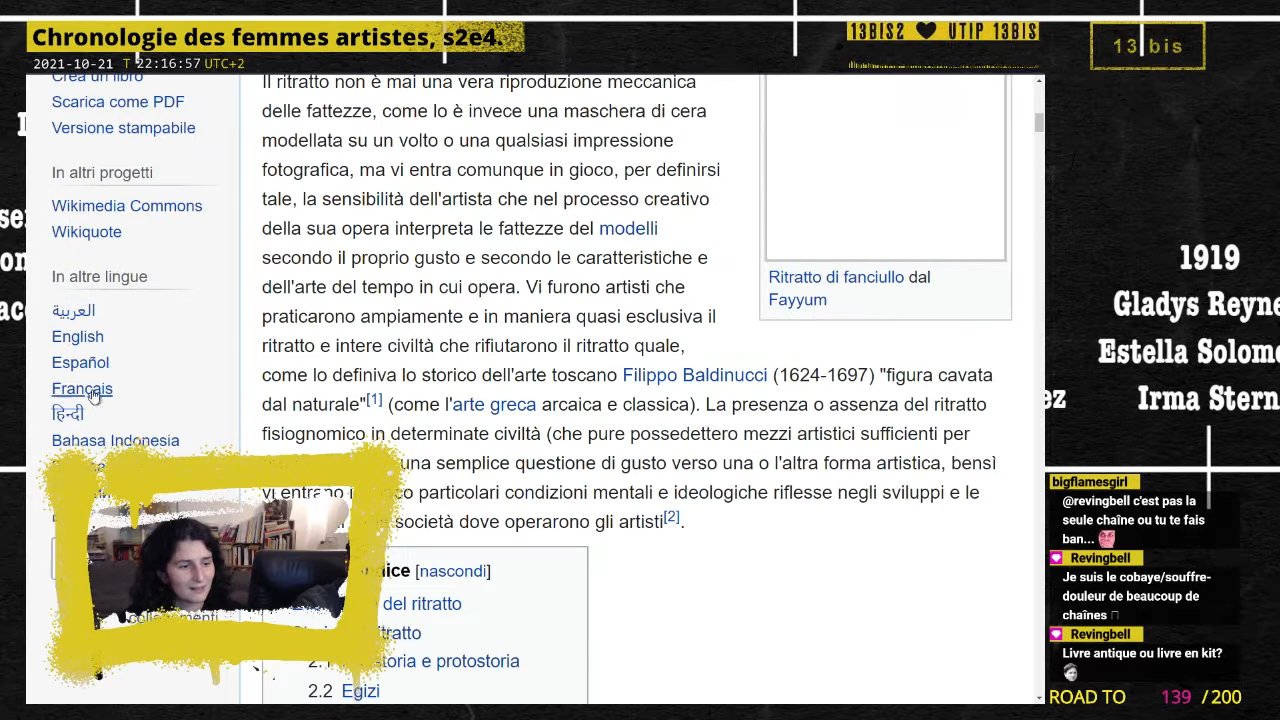 Chronologie des femmes artistes, s2e4.
2021-10-21 T 22:16:57 UTC+2
13BIS2 UTIP 13BIS
13 bis
Crea un libro
Scarica come PDF
Versione stampabile
In altri progetti
Wikimedia Commons
Wikiquote
In altre lingue
العربية
English
Español
Français
हिन्दी
Bahasa Indonesia
Il ritratto non è mai una vera riproduzione meccanica
delle fattezze, come lo è invece una maschera di cera
modellata su un volto o una qualsiasi impressione
fotografica, ma vi entra comunque in gioco, per definirsi
tale, la sensibilità dell'artista che nel processo creativo
della sua opera interpreta le fattezze del modelli
secondo il proprio gusto e secondo le caratteristiche e
dell'arte del tempo in cui opera. Vi furono artisti che
praticarono ampiamente e in maniera quasi esclusiva il
ritratto e intere civiltà che rifiutarono il ritratto quale,
come lo definiva lo storico dell'arte toscano Filippo Baldinucci (1624-1697) "figura cavata
dal naturale"[1] (come l'arte greca arcaica e classica). La presenza o assenza del ritratto
fisiognomico in determinate civiltà (che pure possedettero mezzi artistici sufficienti per
una semplice questione di gusto verso una o l'altra forma artistica, bensì
vi entrano particolari condizioni mentali e ideologiche riflesse negli sviluppi e le
società dove operarono gli artisti[2].
Ritratto di fanciullo dal
Fayyum
[nascondi]
del ritratto
2.2 Egizi
1919
Gladys Reyne
Estella Solom
Irma Stern
bigflamesgirl
@revingbell c'est pas la
seule chaîne ou tu te fais
ban...
Revingbell
Je suis le cobaye/souffre-
douleur de beaucoup de
chaînes
Revingbell
Livre antique ou livre en kit?
ROAD TO 139 / 200